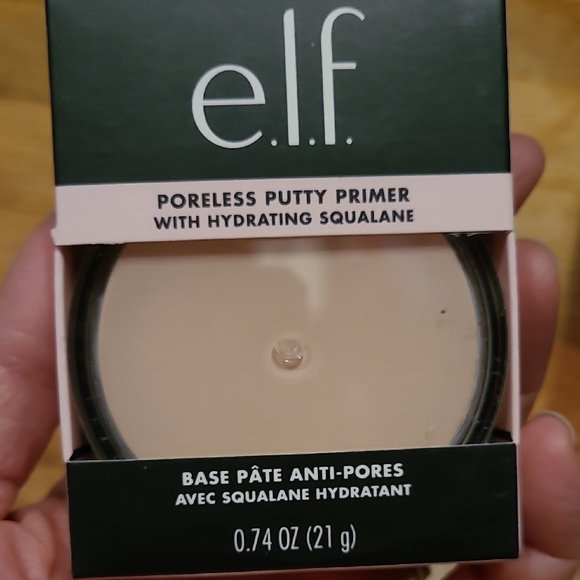 e.l.f.
PORELESS PUTTY PRIMER
WITH HYDRATING SQUALANE
BASE PÂTE ANTI-PORES
AVEC SQUALANE HYDRATANT
0.74 OZ (21 g)